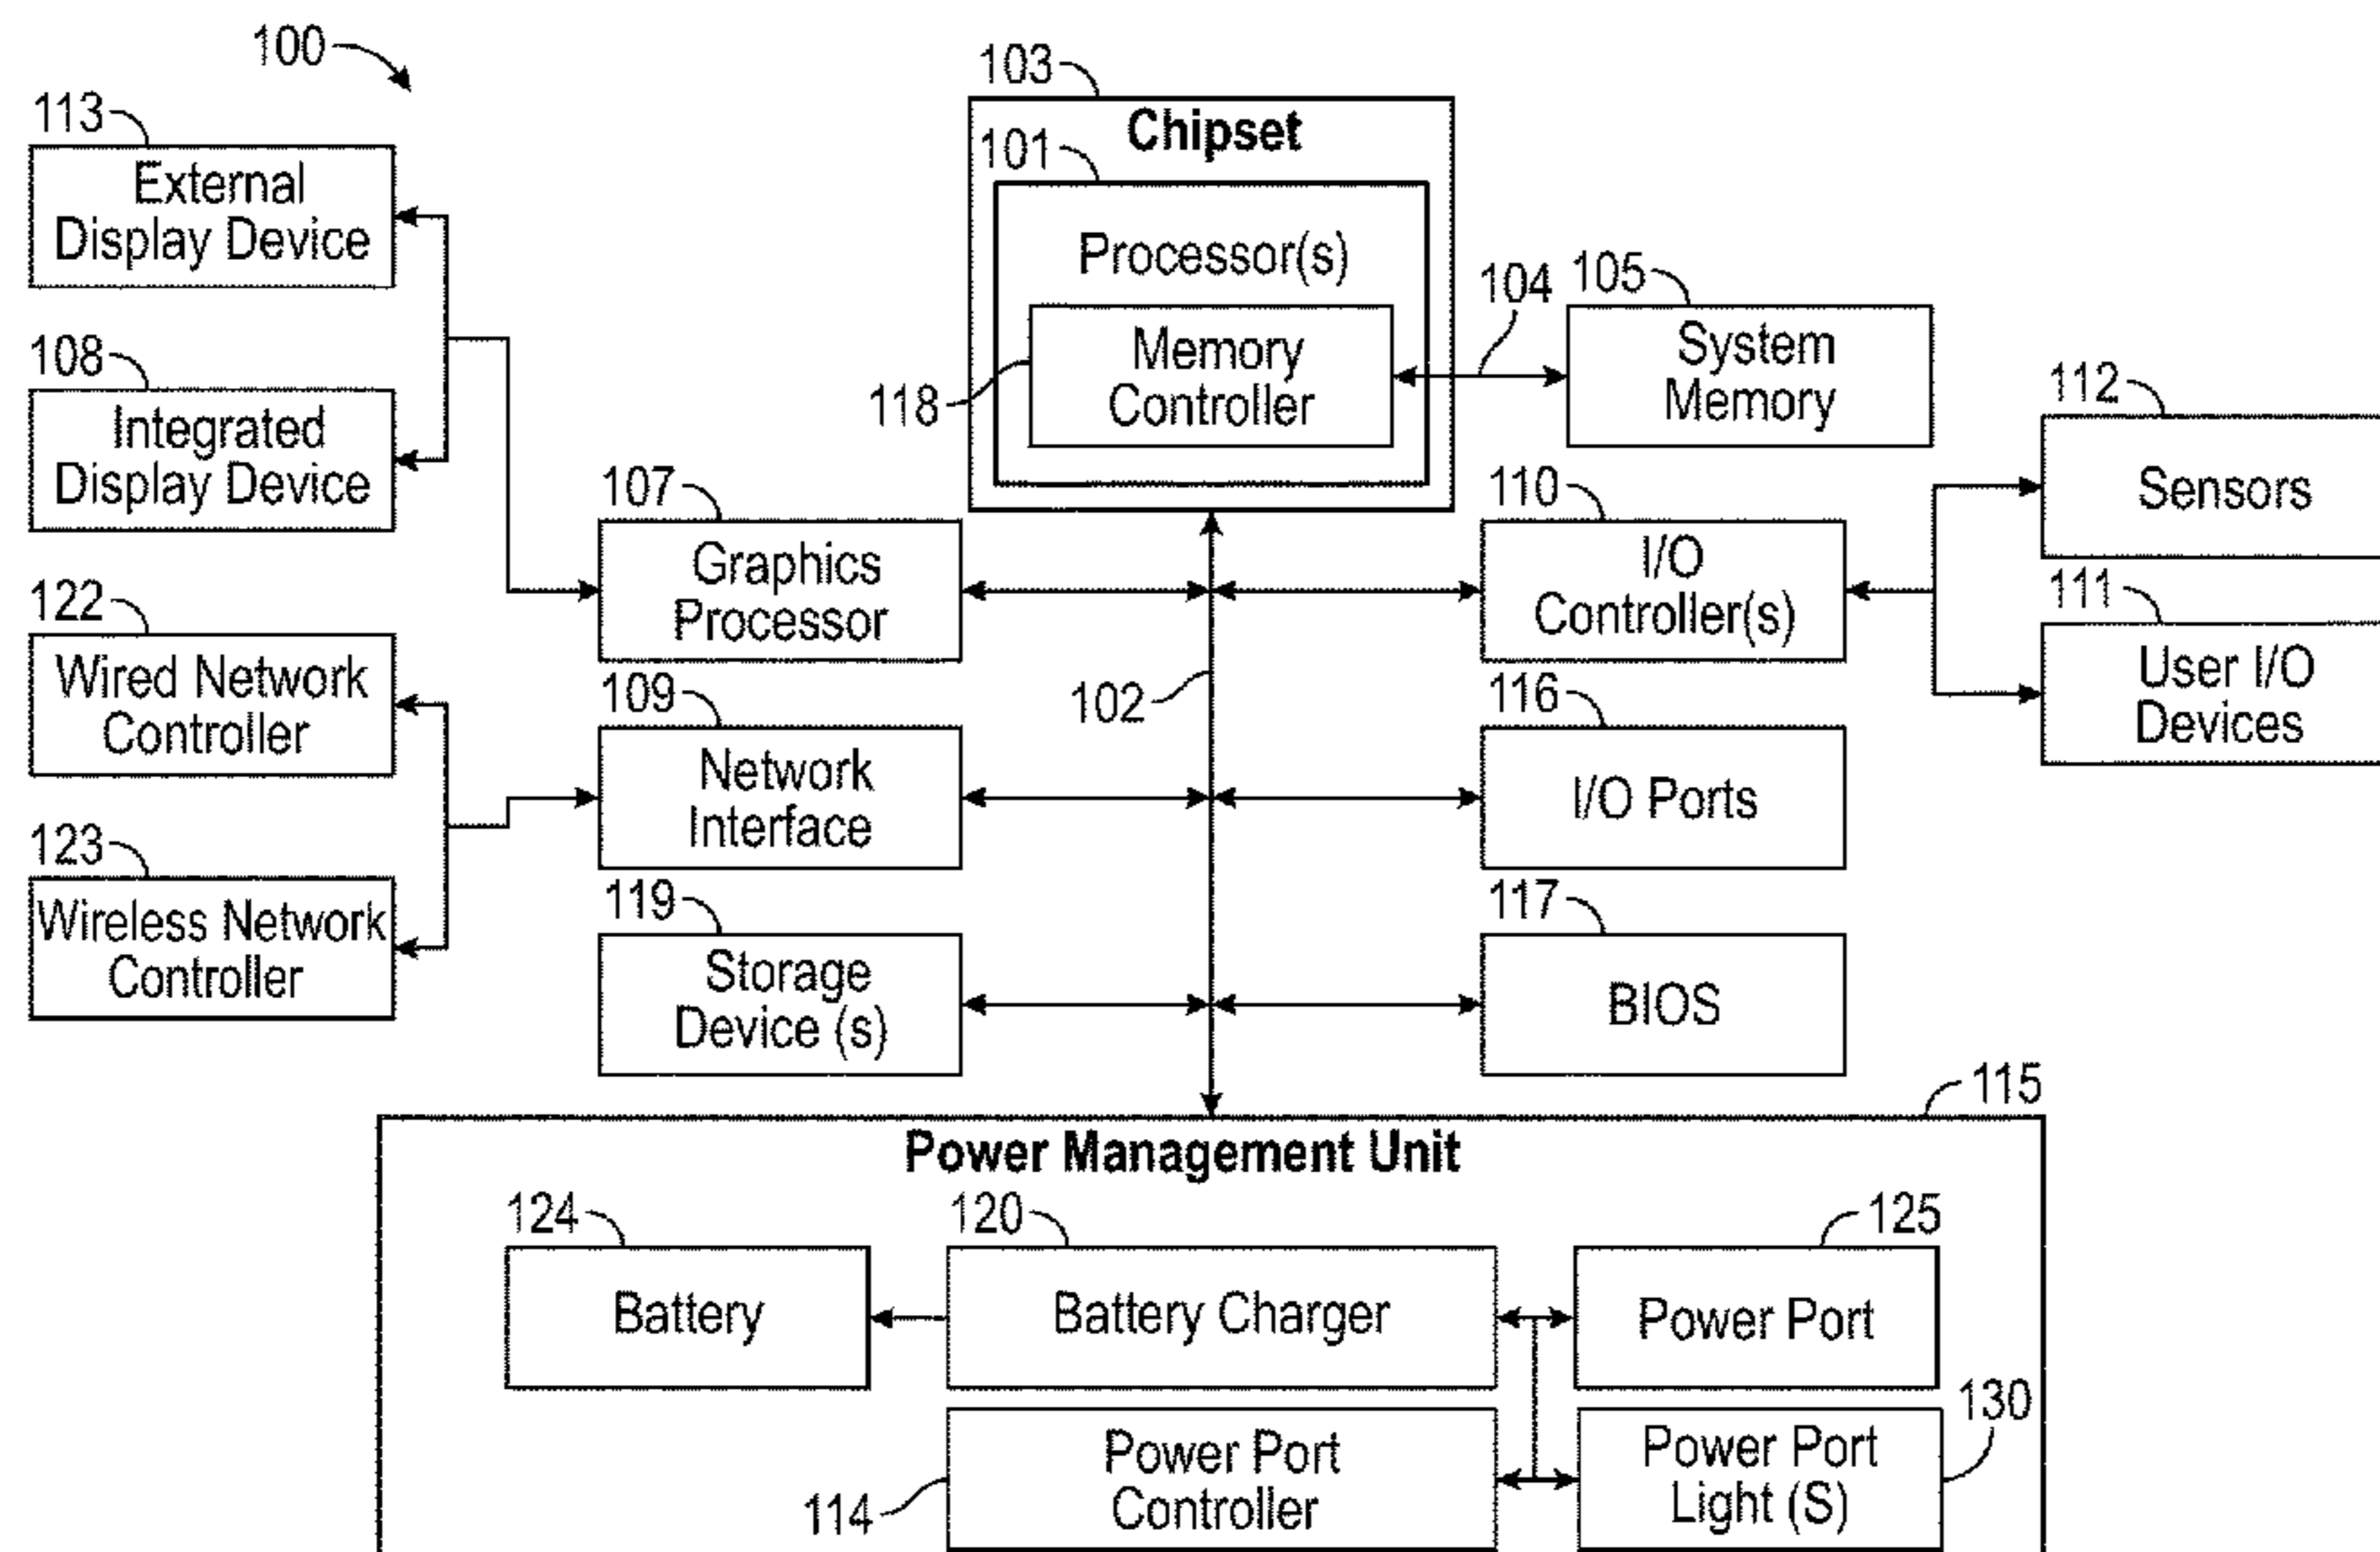 100
113
External
Display Device
108
Integrated
Display Device
122
Wired Network
Controller
123
Wireless Network
Controller
103
Chipset
101
Processor(s)
118
Memory
Controller
104
105
System
Memory
107
Graphics
Processor
109
Network
Interface
119
Storage
Device (s)
102
110
I/O
Controller(s)
116
I/O Ports
117
BIOS
112
Sensors
111
User I/O
Devices
115
Power Management Unit
124
Battery
120
Battery Charger
125
Power Port
114
Power Port
Controller
130
Power Port
Light (S)